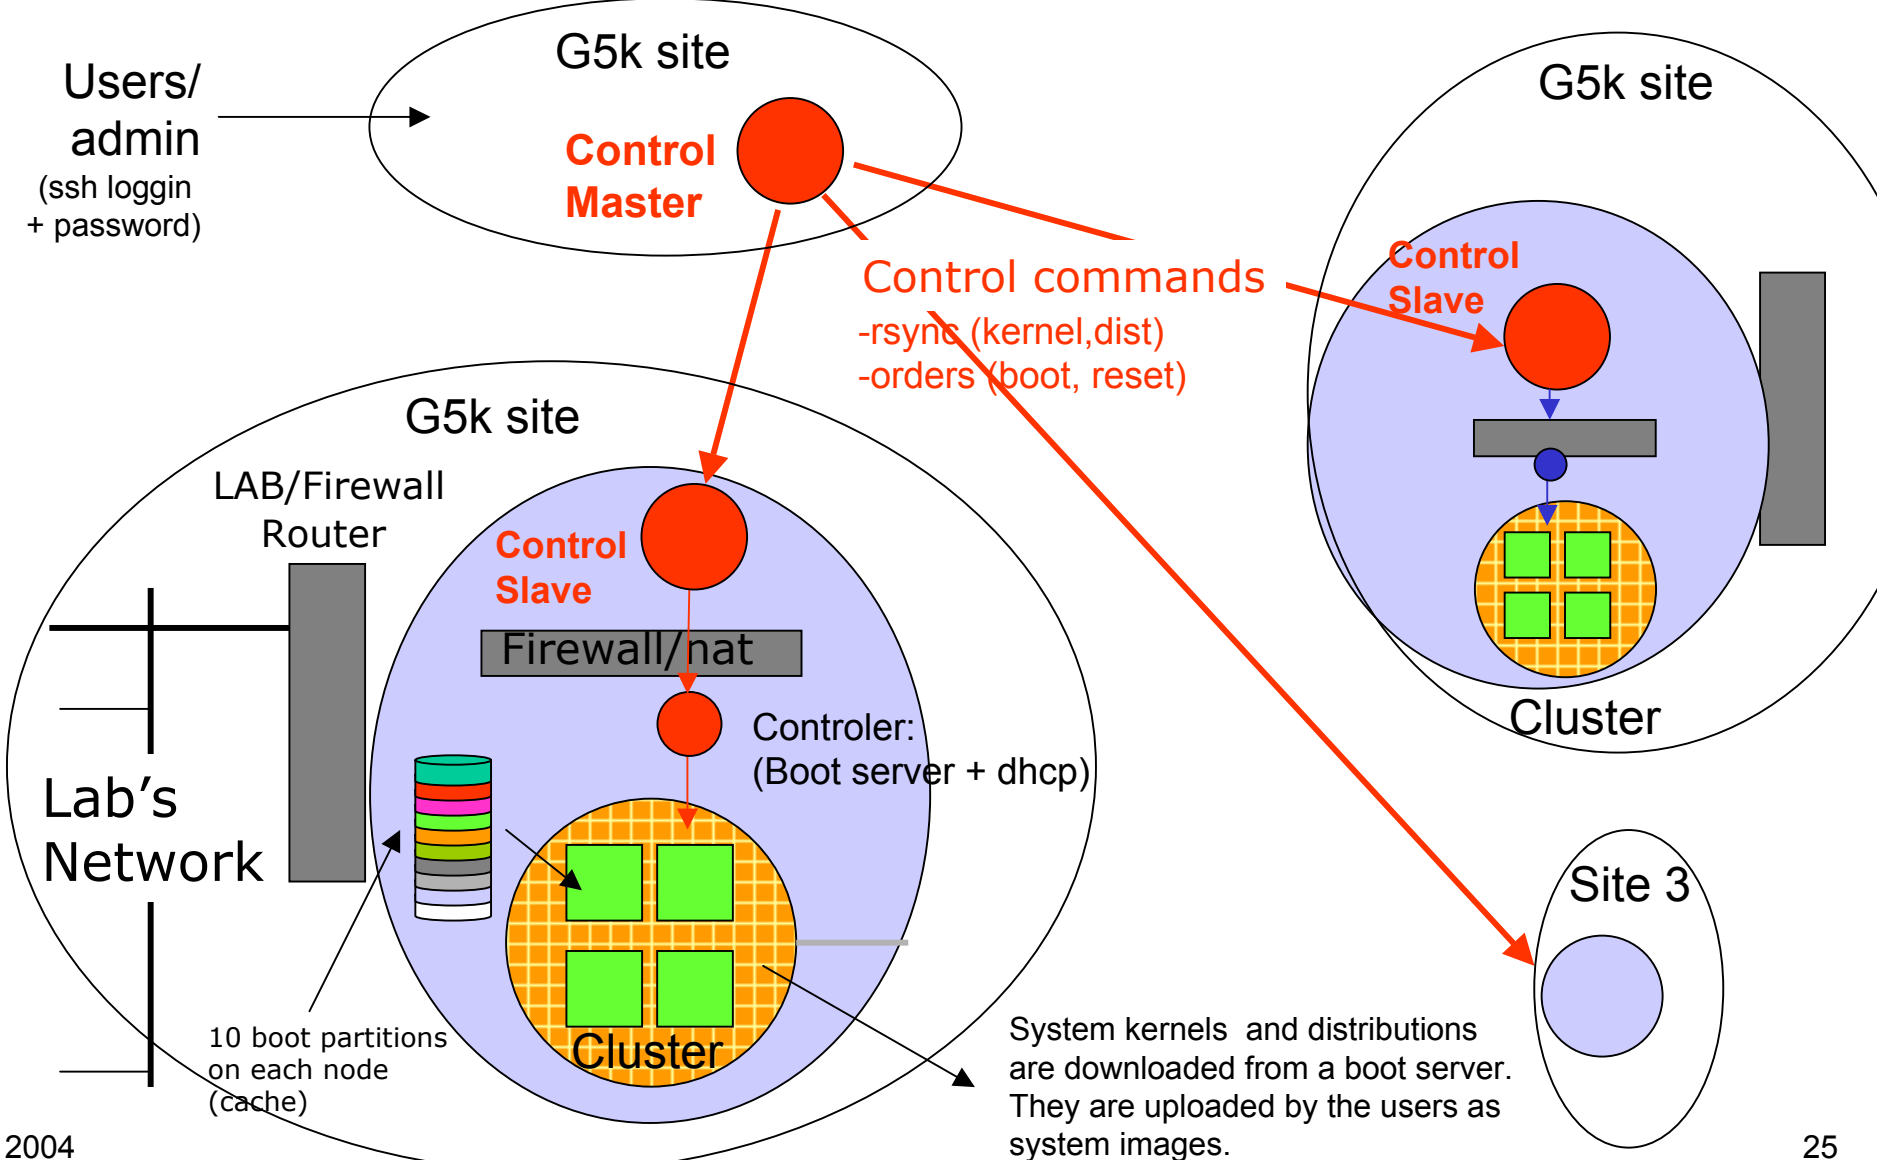 G5k site
Users/
admin
(ssh loggin
+ password)
Control
Master
G5k site
Control
Slave
Cluster
Control commands
-rsync (kernel,dist)
-orders (boot, reset)
G5k site
LAB/Firewall
Router
Control
Slave
Firewall/nat
Controler:
(Boot server + dhcp)
Lab’s
Network
Cluster
10 boot partitions
on each node
(cache)
Site 3
System kernels  and distributions
are downloaded from a boot server.
They are uploaded by the users as
system images.
2004
25